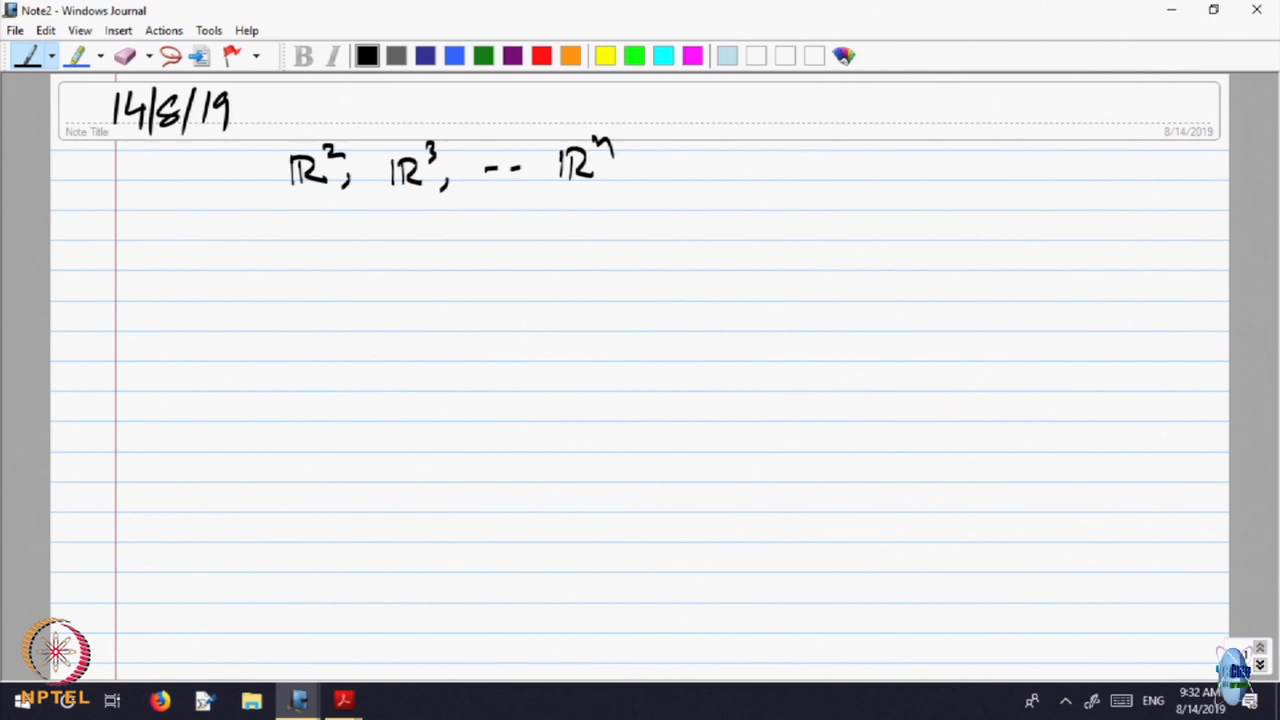 Note2 - Windows Journal
File Edit View Insert Actions Tools Help
B I
14/8/19
Note Title 8/14/2019
ℝ², ℝ³, -- ℝⁿ
1
NPTEL
ENG 9:32 AM
8/14/2019